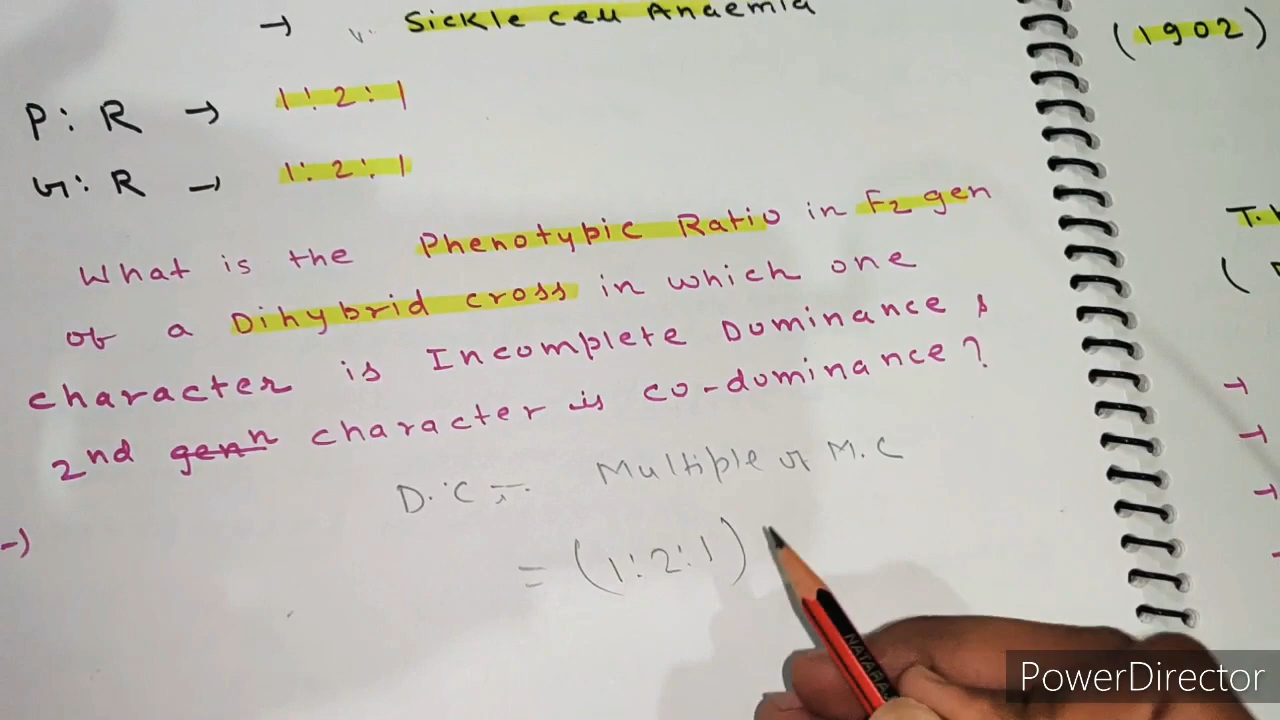 → v. Sickle cell Anaemia
(1902)
P: R → 1:2:1
G: R → 1:2:1
What is the Phenotypic Ratio in F2 gen
of a Dihybrid cross in which one
character is Incomplete Dominance &
2nd genn character is co-dominance?
D.C = Multiple of M.C
= (1:2:1)
→)
PowerDirector